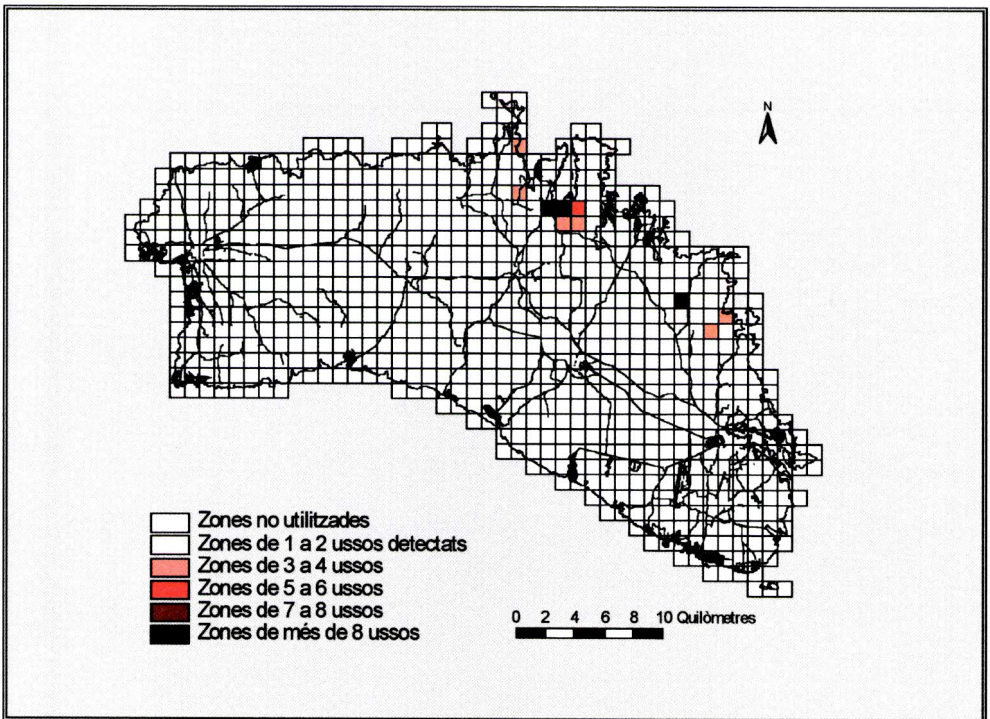 N
Zones no utilitzades
Zones de 1 a 2 ussos detectats
Zones de 3 a 4 ussos
Zones de 5 a 6 ussos
Zones de 7 a 8 ussos
Zones de més de 8 ussos
0 2 4 6 8 10 Quilòmetres